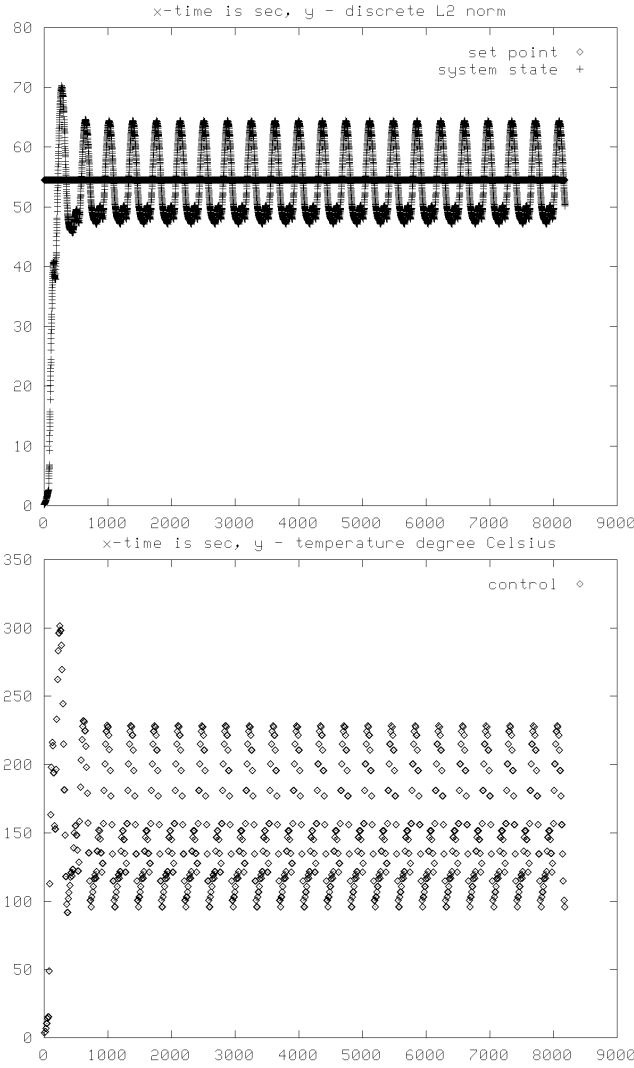 x-time is sec, y - discrete L2 norm
80
set point
system state
70
60
50
40
30
20
10
0
0 1000 2000 3000 4000 5000 6000 7000 8000 9000
x-time is sec, y - temperature degree Celsius
350
control
300
250
200
150
100
50
0
0 1000 2000 3000 4000 5000 6000 7000 8000 9000